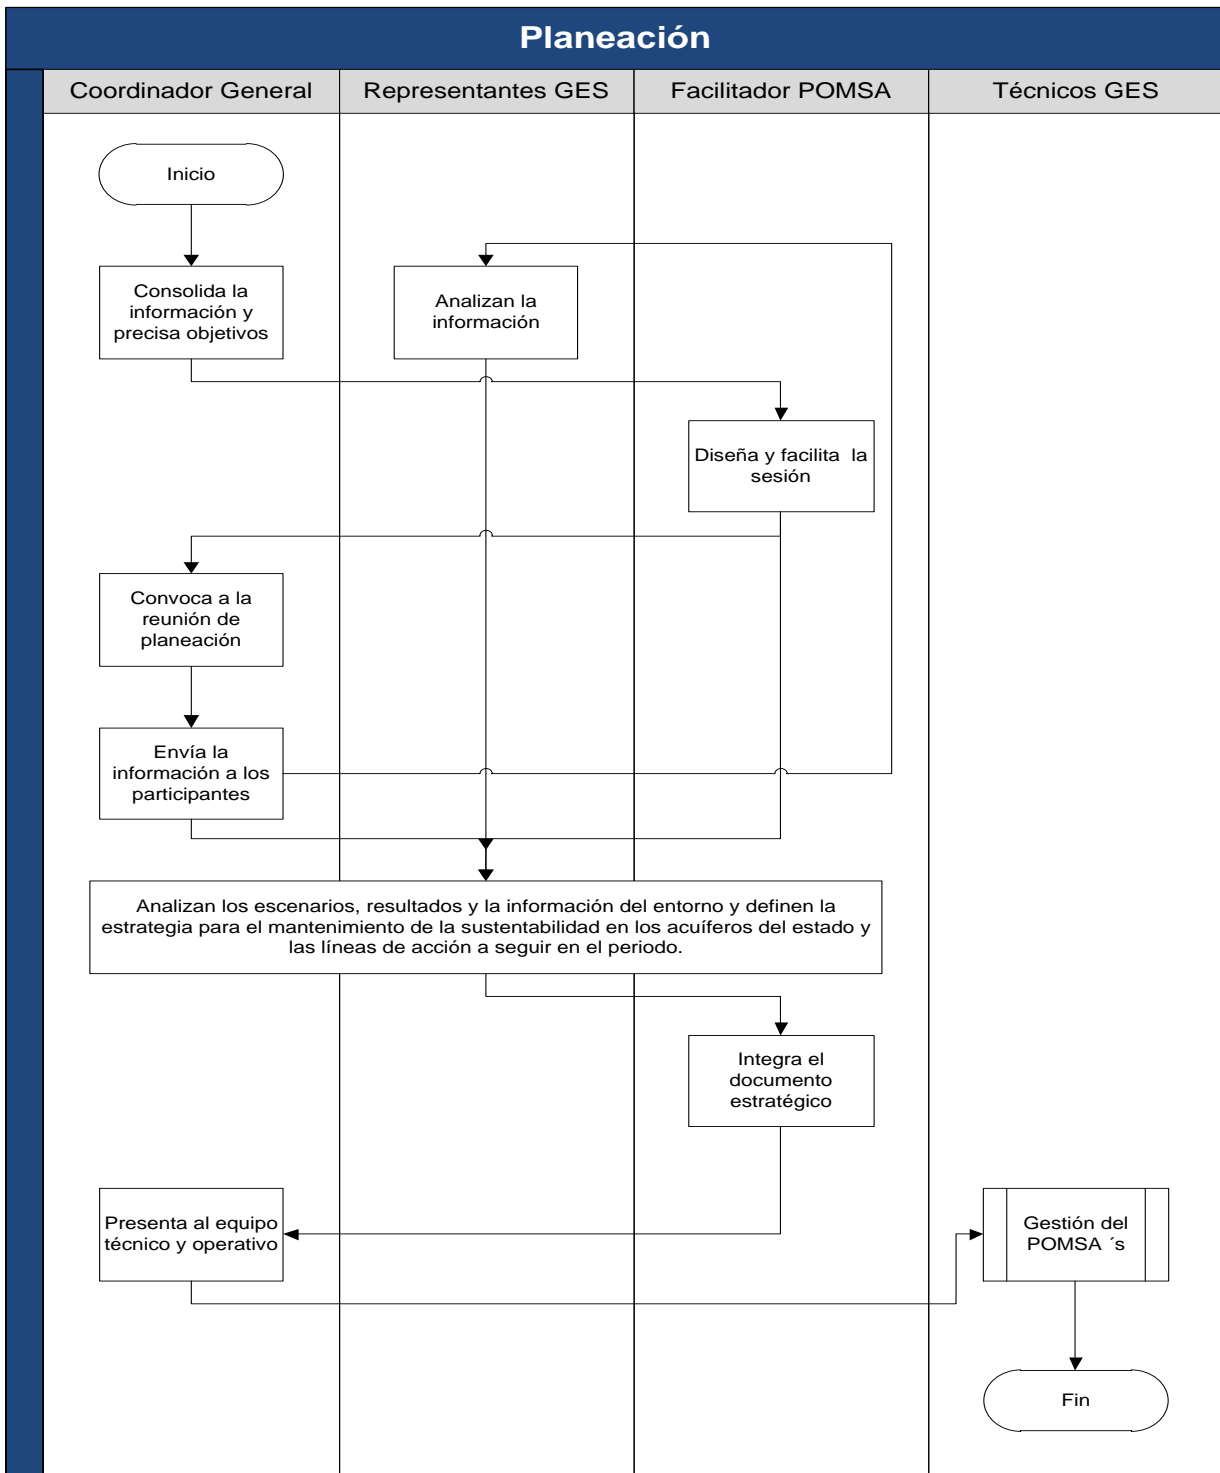 Planeación
Coordinador General
Representantes GES
Facilitador POMSA
Técnicos GES
Inicio
Consolida la
información y
precisa objetivos
Analizan la
información
Diseña y facilita  la
sesión
Convoca a la
reunión de
planeación
Envía la
información a los
participantes
Analizan los escenarios, resultados y la información del entorno y definen la
estrategia para el mantenimiento de la sustentabilidad en los acuíferos del estado y
las líneas de acción a seguir en el periodo.
Integra el
documento
estratégico
Presenta al equipo
técnico y operativo
Gestión del
POMSA ´s
Fin